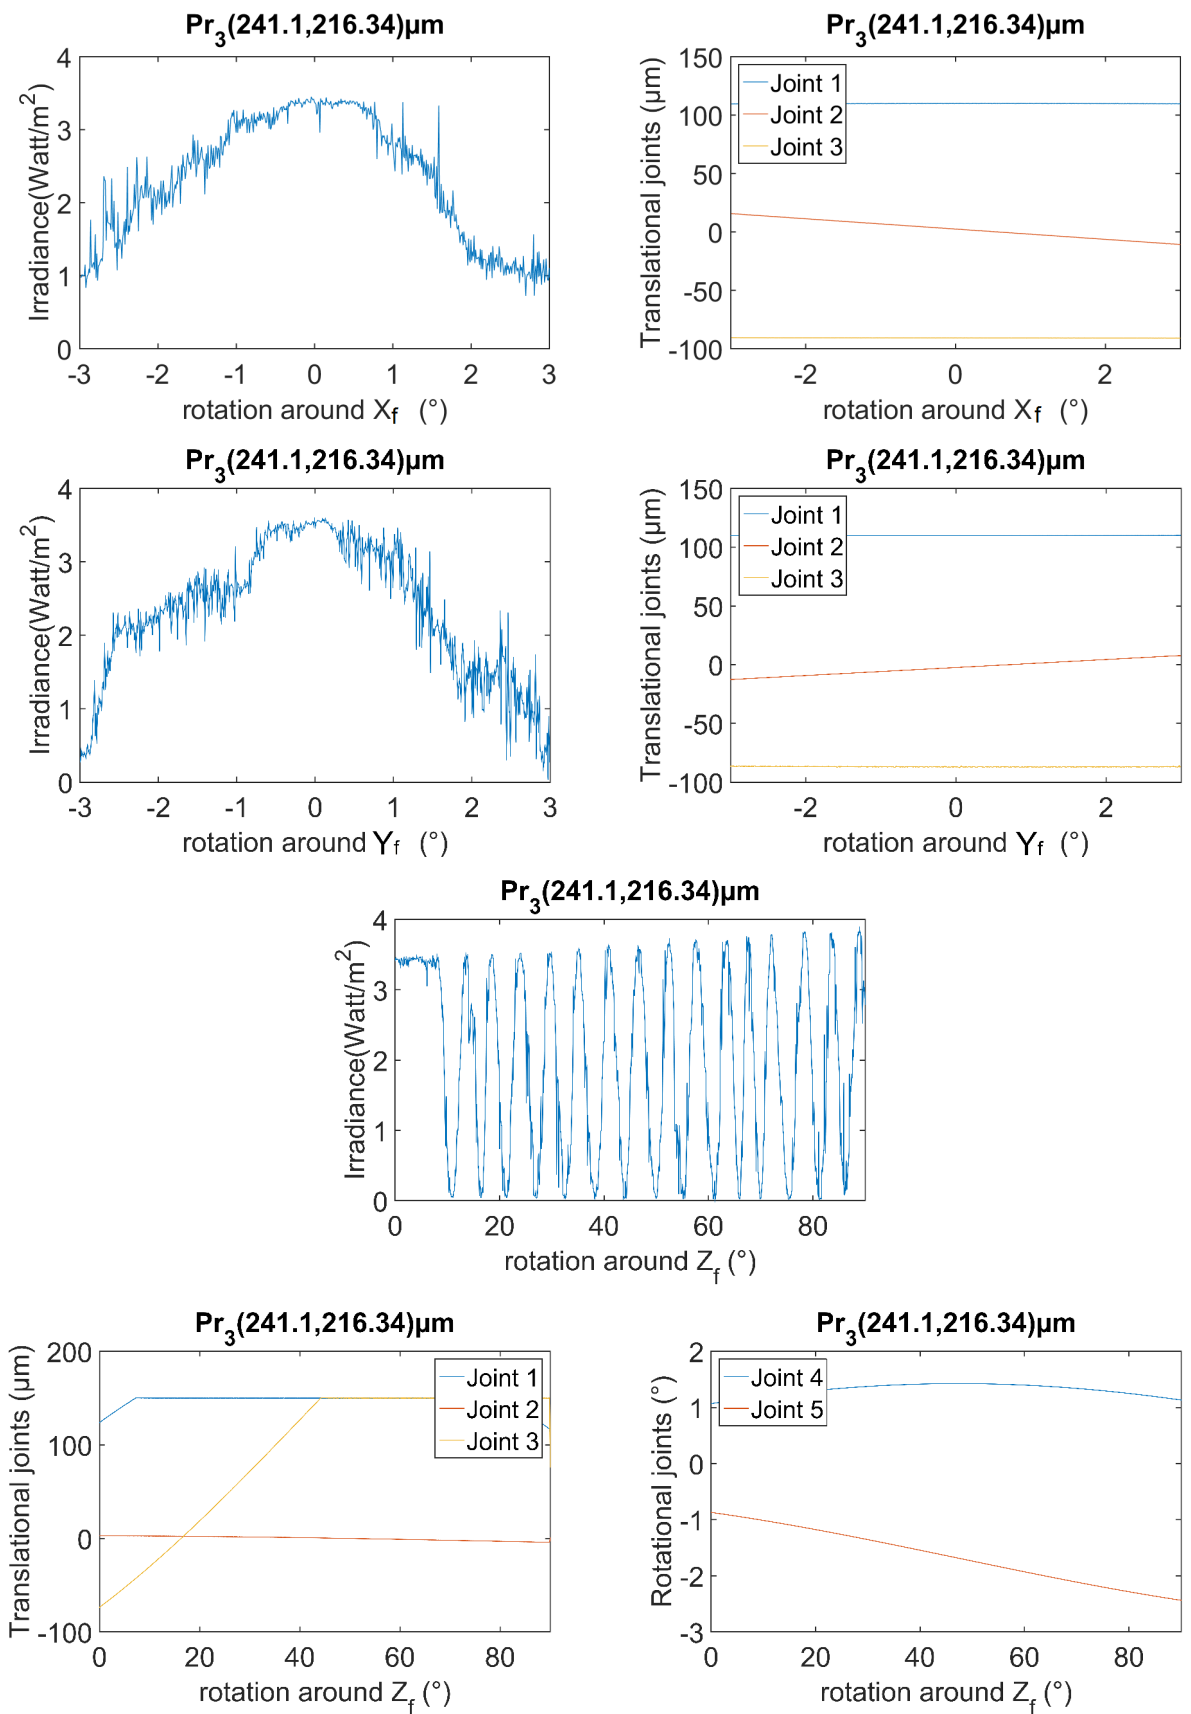 Pr3(241.1,216.34)µm
Irradiance(Watt/m2)
4
3
2
1
0
-3 -2 -1 0 1 2 3
rotation around Xf (°)
Pr3(241.1,216.34)µm
Translational joints (µm)
150
100
50
0
-50
-100
Joint 1
Joint 2
Joint 3
-2 0 2
rotation around Xf (°)
Pr3(241.1,216.34)µm
Irradiance(Watt/m2)
4
3
2
1
0
-3 -2 -1 0 1 2 3
rotation around Yf (°)
Pr3(241.1,216.34)µm
Translational joints (µm)
150
100
50
0
-50
-100
Joint 1
Joint 2
Joint 3
-2 0 2
rotation around Yf (°)
Pr3(241.1,216.34)µm
Irradiance(Watt/m2)
4
3
2
1
0
0 20 40 60 80
rotation around Zf (°)
Pr3(241.1,216.34)µm
Translational joints (µm)
200
100
0
-100
Joint 1
Joint 2
Joint 3
0 20 40 60 80
rotation around Zf (°)
Pr3(241.1,216.34)µm
Rotational joints (°)
2
1
0
-1
-2
-3
Joint 4
Joint 5
0 20 40 60 80
rotation around Zf (°)